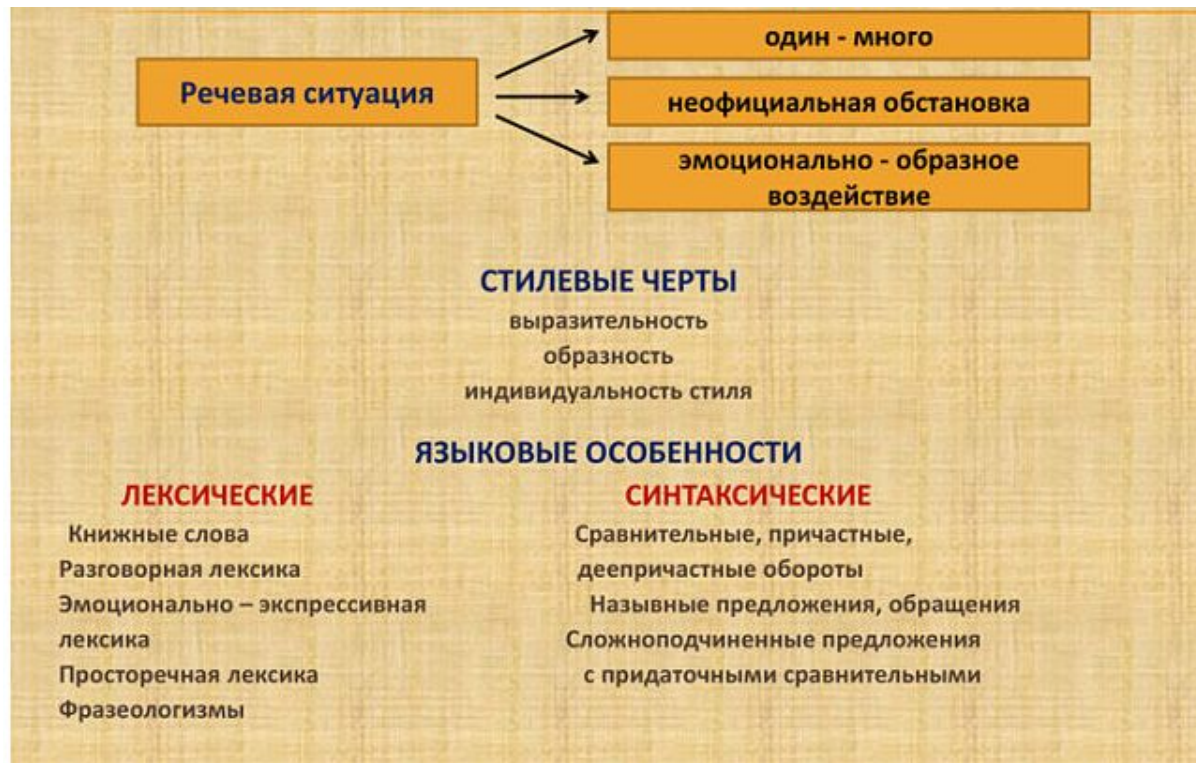 Речевая ситуация
один - много
неофициальная обстановка
эмоционально - образное
воздействие
СТИЛЕВЫЕ ЧЕРТЫ
выразительность
образность
индивидуальность стиля
ЯЗЫКОВЫЕ ОСОБЕННОСТИ
ЛЕКСИЧЕСКИЕ
Книжные слова
Разговорная лексика
Эмоционально – экспрессивная
лексика
Просторечная лексика
Фразеологизмы
СИНТАКСИЧЕСКИЕ
Сравнительные, причастные,
деепричастные обороты
Назывные предложения, обращения
Сложноподчиненные предложения
с придаточными сравнительными